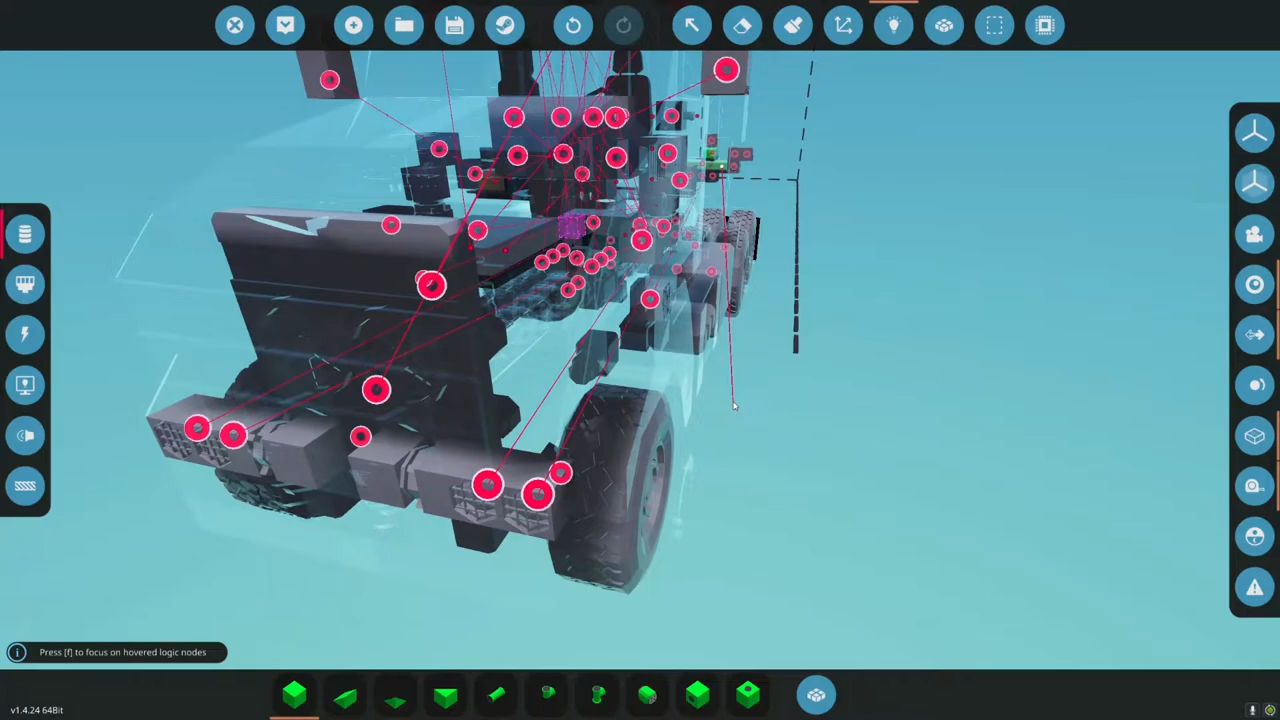 Press [f] to focus on hovered logic nodes
v1.4.24 64Bit